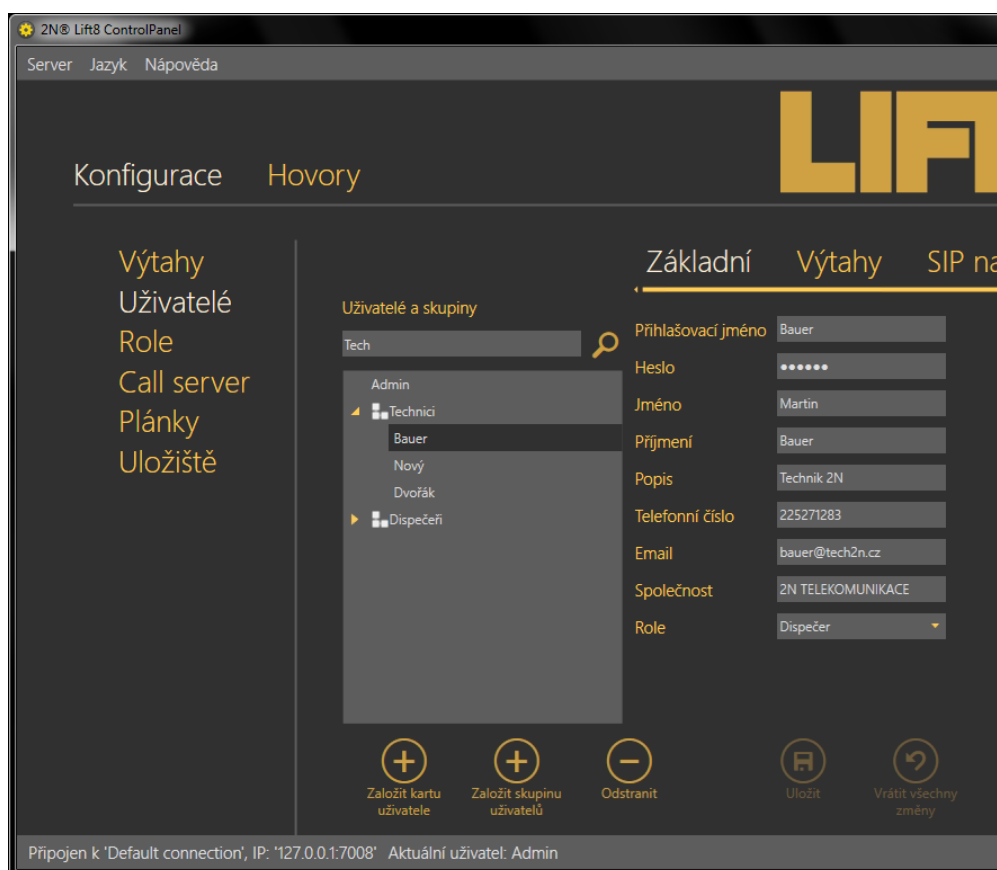 2N® Lift8 ControlPanel
Server Jazyk Nápověda
LIFT
Konfigurace Hovory
Výtahy
Uživatelé
Role
Call server
Plánky
Uložiště
Uživatelé a skupiny
Tech
Admin
Technici
Bauer
Nový
Dvořák
Dispečeři
Základní Výtahy SIP na
Přihlašovací jméno Bauer
Heslo ••••••
Jméno Martin
Příjmení Bauer
Popis Technik 2N
Telefonní číslo 225271283
Email bauer@tech2n.cz
Společnost 2N TELEKOMUNIKACE
Role Dispečer
Založit kartu
uživatele
Založit skupinu
uživatelů
Odstranit
Uložit
Vrátit všechny
změny
Připojen k 'Default connection', IP: '127.0.0.1:7008' Aktuální uživatel: Admin